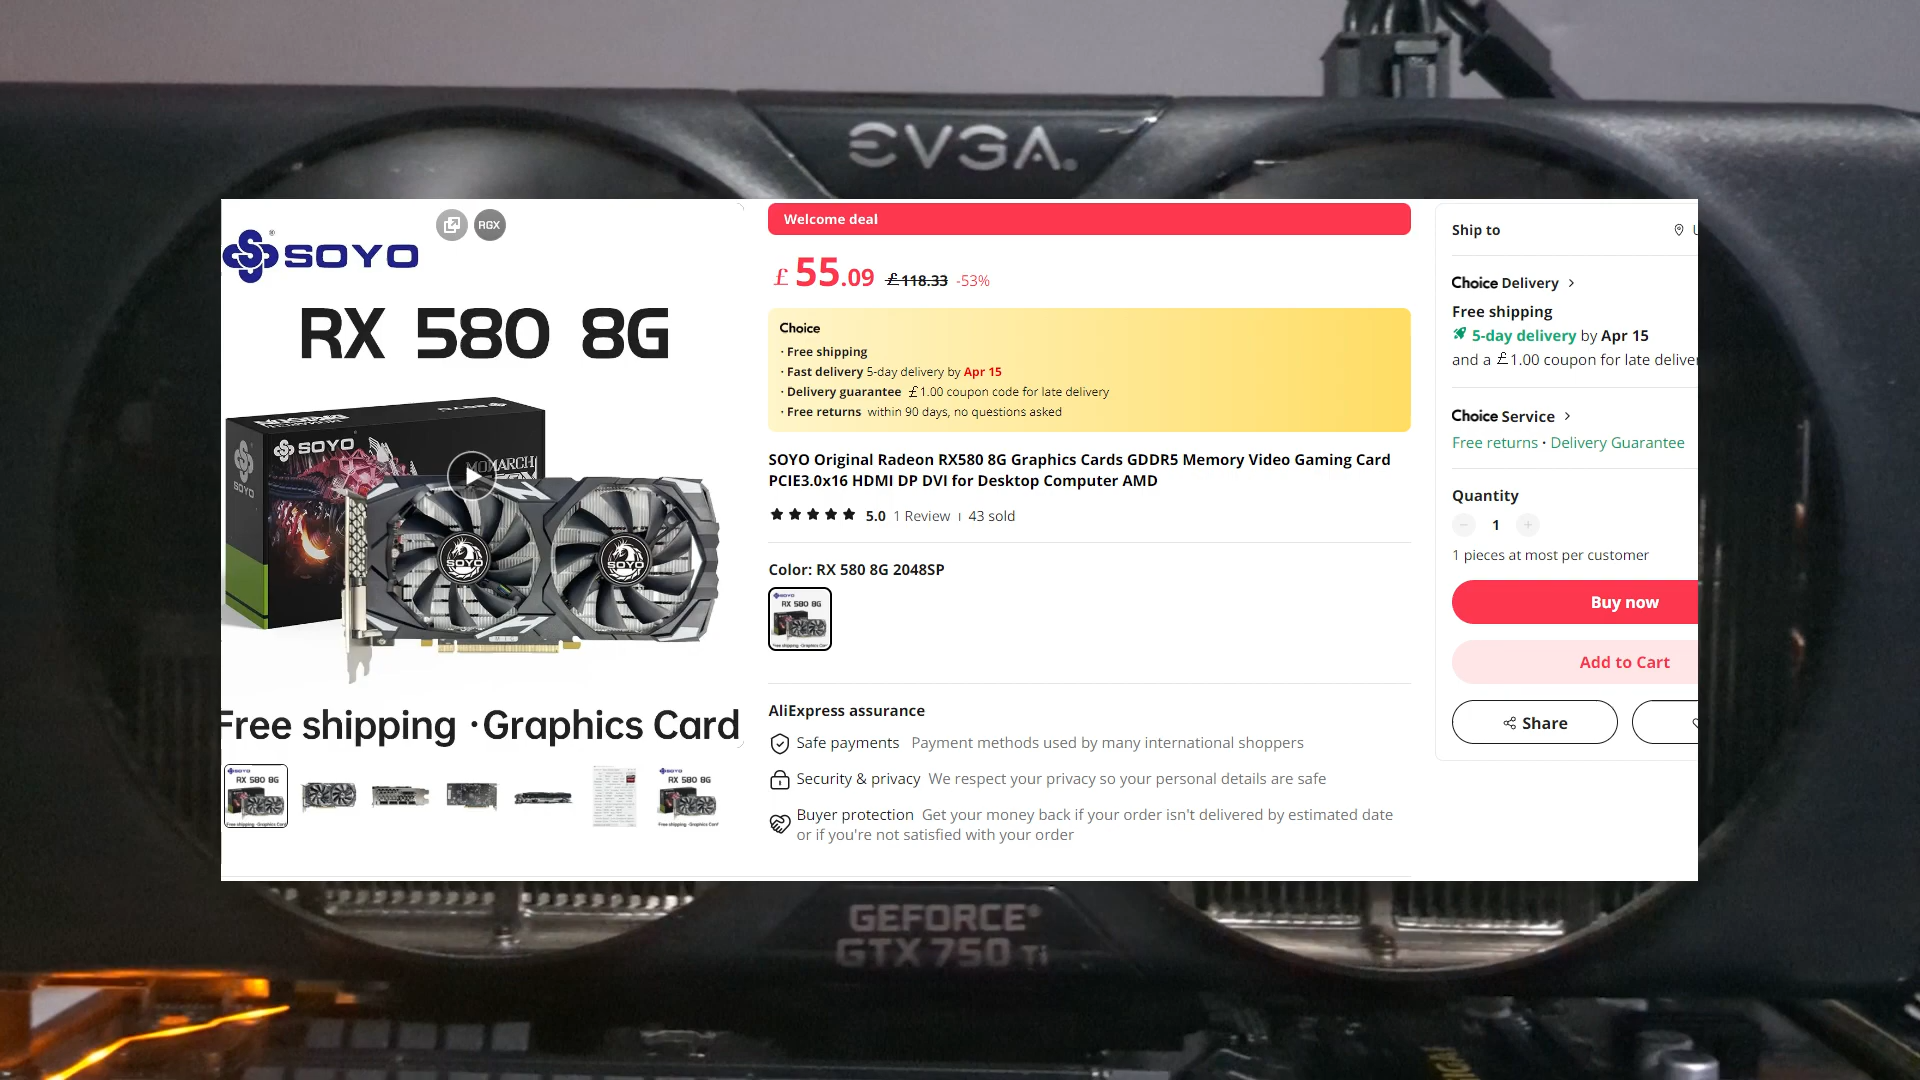 EVGA
RGX
SOYO
RX 580 8G
SOYO
SOYO
MONARCH
SOYO
SOYO
Free shipping ·Graphics Card
Welcome deal
£55.09 £118.33 -53%
Choice
· Free shipping
· Fast delivery 5-day delivery by Apr 15
· Delivery guarantee £1.00 coupon code for late delivery
· Free returns within 90 days, no questions asked
SOYO Original Radeon RX580 8G Graphics Cards GDDR5 Memory Video Gaming Card
PCIE3.0x16 HDMI DP DVI for Desktop Computer AMD
5.0 1 Review 43 sold
Color: RX 580 8G 2048SP
RX 580 8G
AliExpress assurance
Safe payments Payment methods used by many international shoppers
Security & privacy We respect your privacy so your personal details are safe
Buyer protection Get your money back if your order isn't delivered by estimated date
or if you're not satisfied with your order
Ship to
Choice Delivery >
Free shipping
5-day delivery by Apr 15
and a £1.00 coupon for late deliver
Choice Service >
Free returns · Delivery Guarantee
Quantity
1
1 pieces at most per customer
Buy now
Add to Cart
Share
RX 580 8G
RX 580 8G
GEFORCE®
GTX 750 Ti